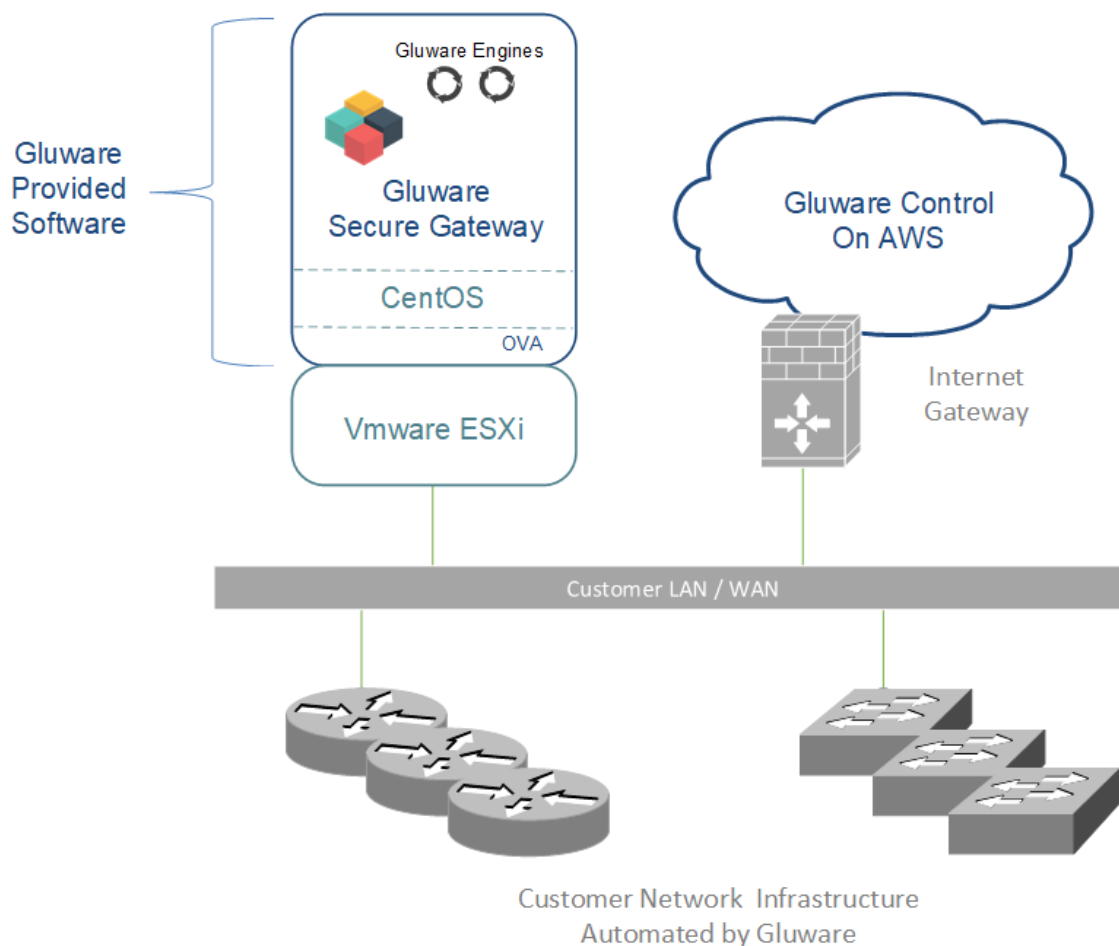 Gluware Engines
Gluware
Provided
Software
Gluware
Secure Gateway
Gluware Control
On AWS
CentOS
OVA
Internet
Gateway
Vmware ESXi
Customer LAN / WAN
Customer Network Infrastructure
Automated by Gluware